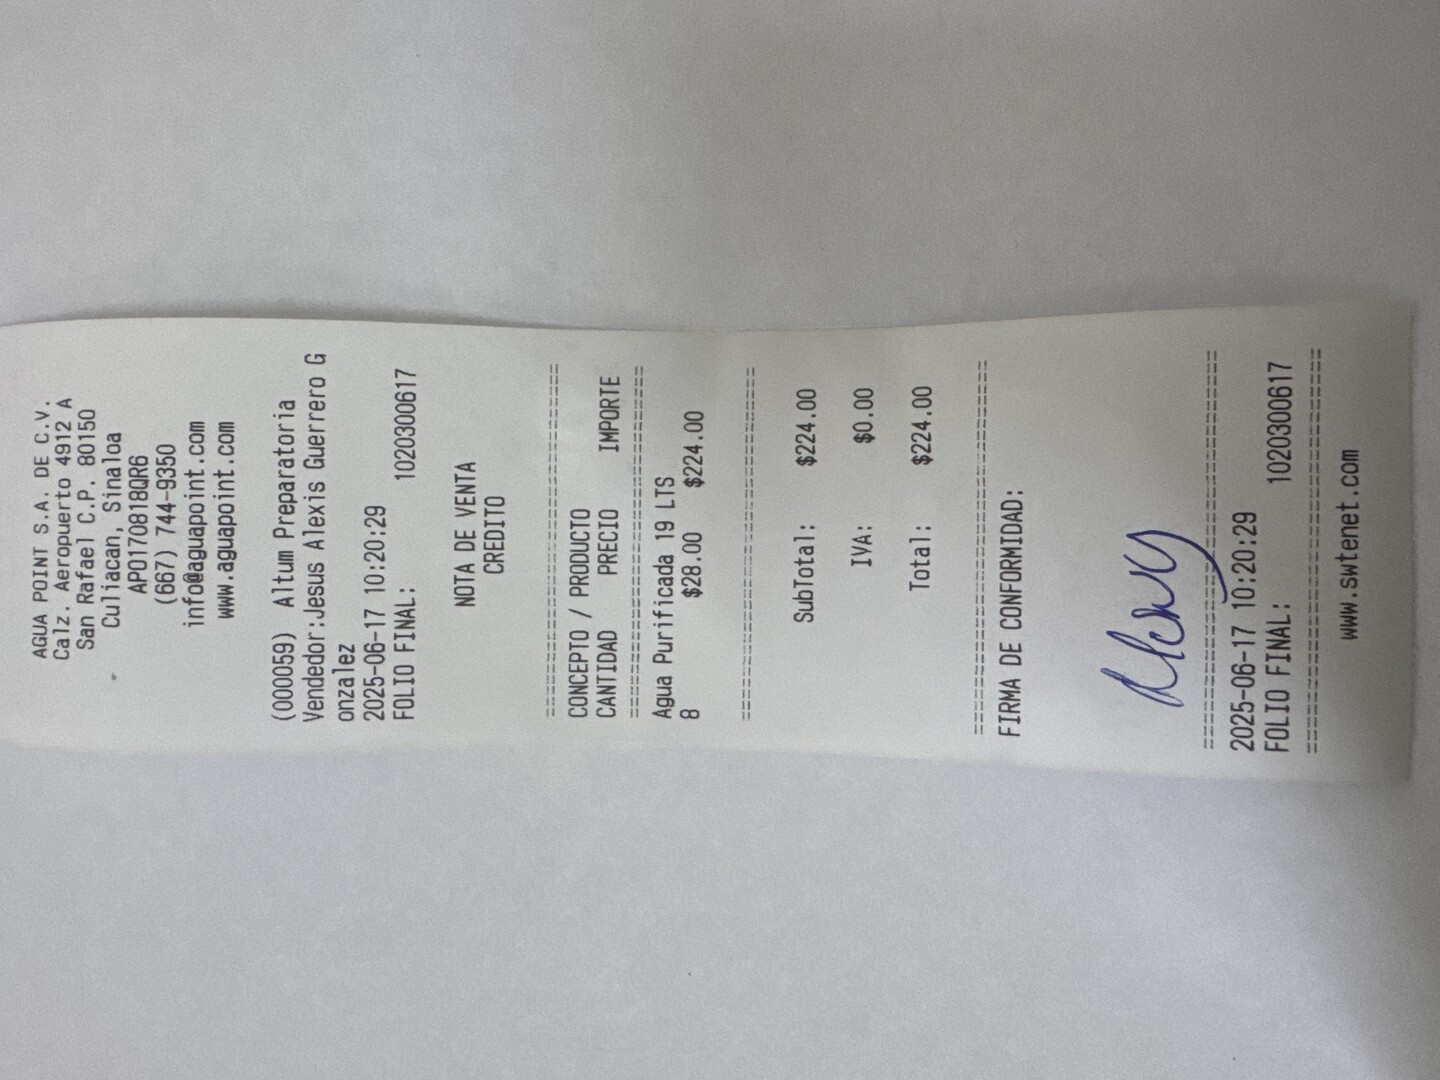 AGUA POINT S.A. DE C.V.
Calz. Aeropuerto 4912 A
San Rafael C.P. 80150
Culiacan, Sinaloa
APO170818QR6
(667) 744-9350
info@aguapoint.com
www.aguapoint.com
(000059) Altum Preparatoria
Vendedor:Jesus Alexis Guerrero G
onzalez
2025-06-17 10:20:29
FOLIO FINAL: 1020300617
NOTA DE VENTA
CREDITO
================================
CONCEPTO / PRODUCTO
CANTIDAD PRECIO IMPORTE
================================
Agua Purificada 19 LTS
8 $28.00 $224.00
================================
SubTotal: $224.00
IVA: $0.00
Total: $224.00
================================
FIRMA DE CONFORMIDAD:
================================
2025-06-17 10:20:29
FOLIO FINAL: 1020300617
================================
www.swtenet.com